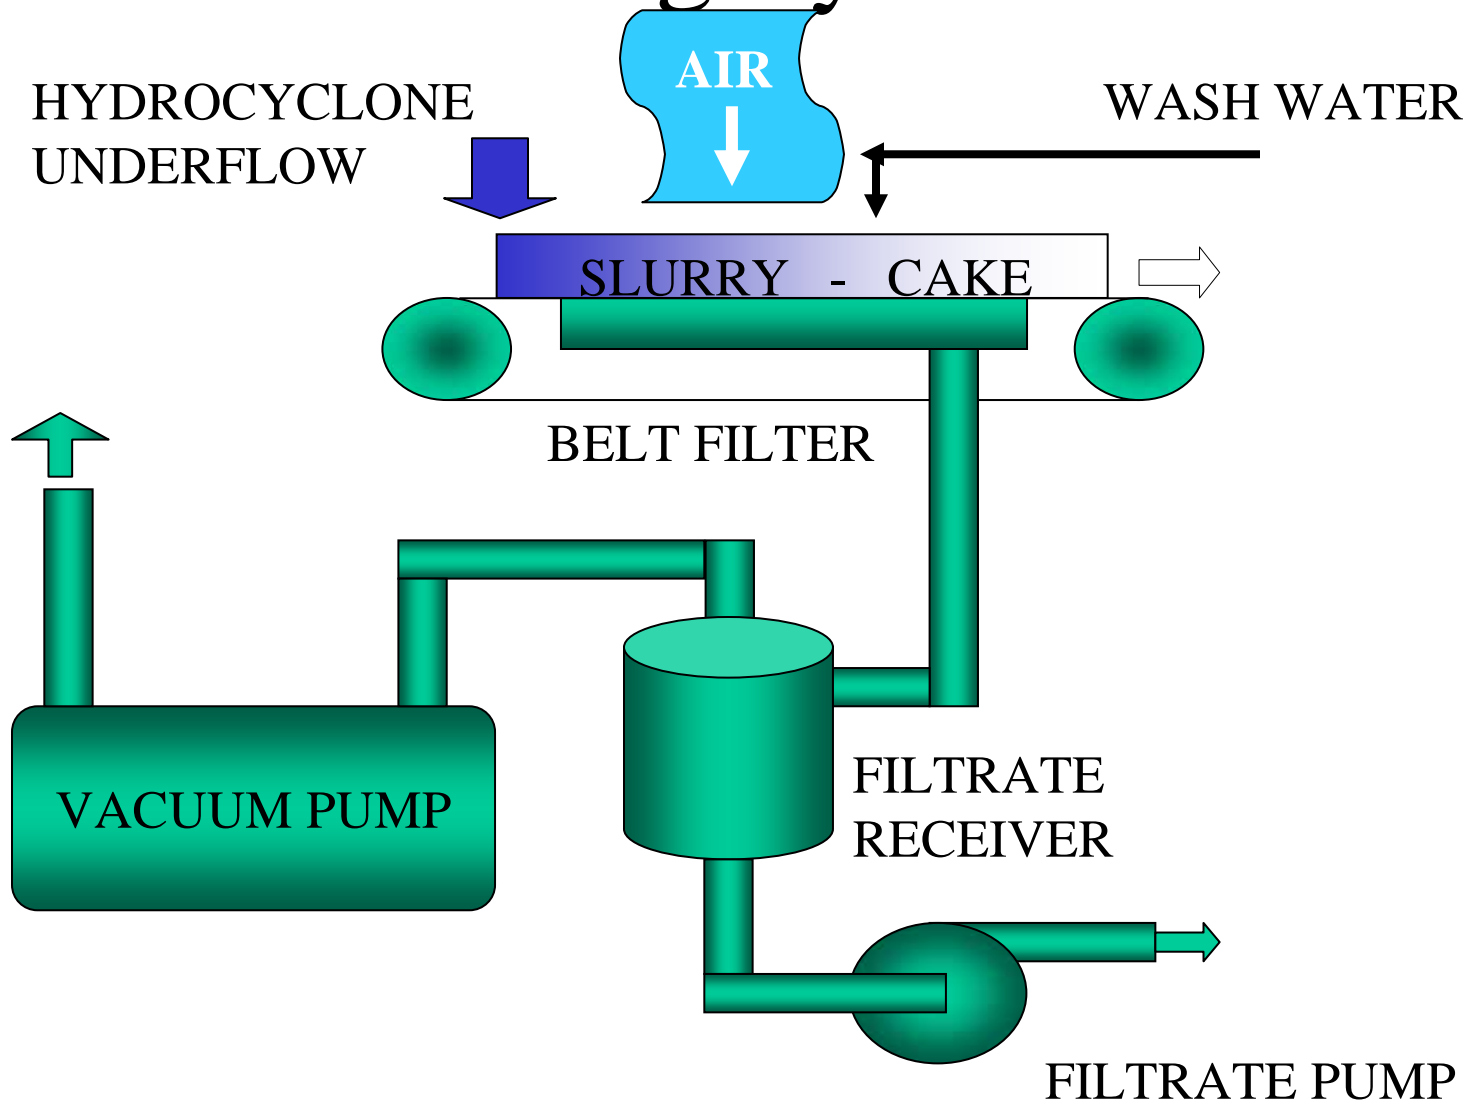 AIR
HYDROCYCLONE
UNDERFLOW
WASH WATER
SLURRY - CAKE
BELT FILTER
VACUUM PUMP
FILTRATE
RECEIVER
FILTRATE PUMP